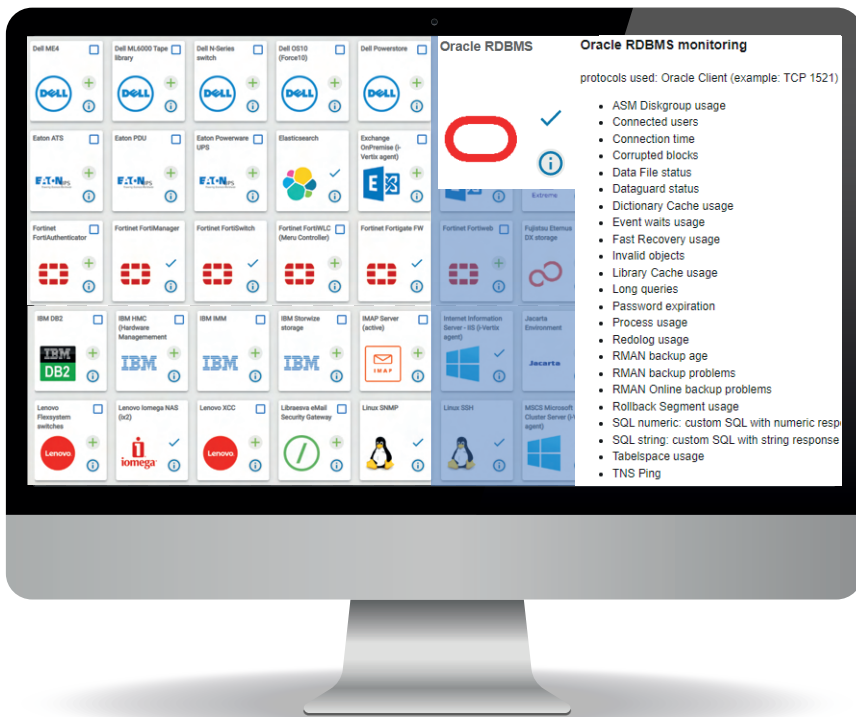 Dell ME4
Dell ML6000 Tape
library
Dell N-Series
switch
Dell OS10
(Force10)
Dell Powerstore
DELL
DELL
DELL
DELL
DELL
Eaton ATS
Eaton PDU
Eaton Powerware
UPS
Elasticsearch
Exchange
OnPremise (i-
Vertix agent)
Extreme
Fortinet
FortiAuthenticator
Fortinet FortiManager
Fortinet FortiSwitch
Fortinet FortiWLC
(Meru Controller)
Fortinet Fortigate FW
Fortinet Fortiweb
Fujitsu Eternus
DX storage
IBM DB2
IBM HMC
(Hardware
Managemement
IBM IMM
IBM Storwize
storage
IMAP Server
(active)
Internet Information
Server - IIS (i-Vertix
agent)
Jacarta
Environment
IBM
DB2
IBM
IBM
IBM
IMAP
Jacarta
Lenovo
Flexsystem
switches
Lenovo Iomega NAS
(ix2)
Lenovo XCC
Libraesva eMail
Security Gateway
Linux SNMP
Linux SSH
MSCS Microsoft
Cluster Server (i-V
agent)
Lenovo
iomega
Lenovo
Oracle RDBMS
Oracle RDBMS monitoring
protocols used: Oracle Client (example: TCP 1521)
• ASM Diskgroup usage
• Connected users
• Connection time
• Corrupted blocks
• Data File status
• Dataguard status
• Dictionary Cache usage
• Event waits usage
• Fast Recovery usage
• Invalid objects
• Library Cache usage
• Long queries
• Password expiration
• Process usage
• Redolog usage
• RMAN backup age
• RMAN backup problems
• RMAN Online backup problems
• Rollback Segment usage
• SQL numeric: custom SQL with numeric resp
• SQL string: custom SQL with string response
• Tabelspace usage
• TNS Ping